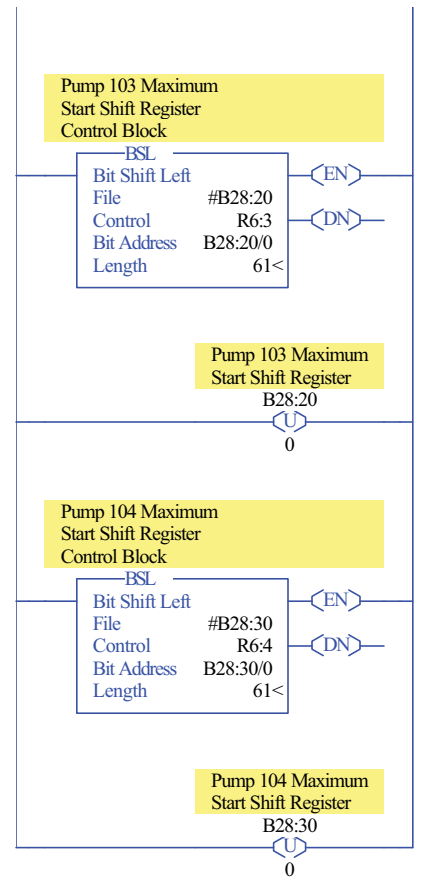 Pump 103 Maximum
Start Shift Register
Control Block
BSL
Bit Shift Left
EN
File #B28:20
Control R6:3
DN
Bit Address B28:20/0
Length 61<
Pump 103 Maximum
Start Shift Register
B28:20
U
0
Pump 104 Maximum
Start Shift Register
Control Block
BSL
Bit Shift Left
EN
File #B28:30
Control R6:4
DN
Bit Address B28:30/0
Length 61<
Pump 104 Maximum
Start Shift Register
B28:30
U
0